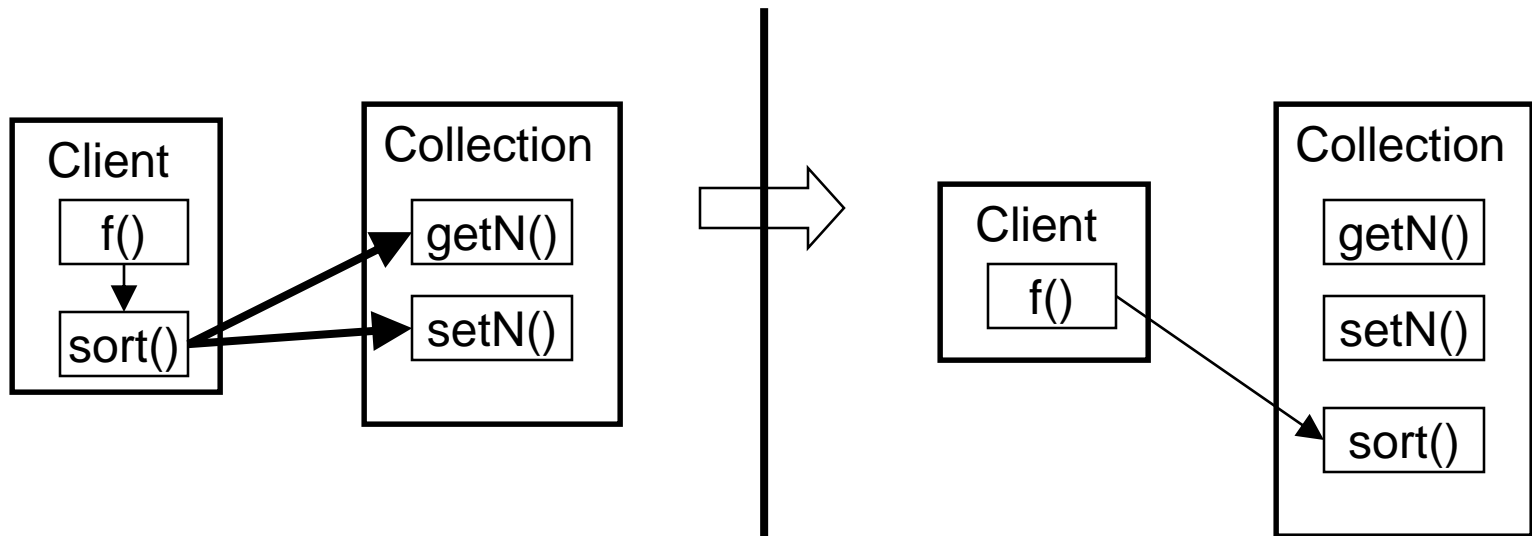 Client
f()
sort()
Collection
getN()
setN()
Client
f()
Collection
getN()
setN()
sort()